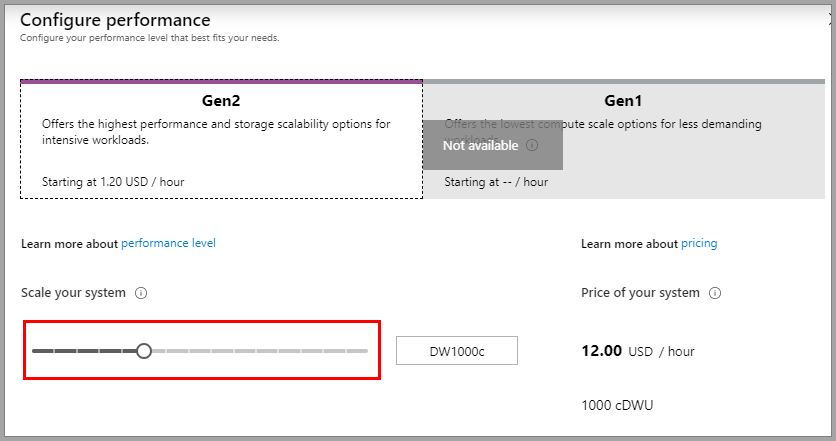 Configure performance
Configure your performance level that best fits your needs.
Gen2
Offers the highest performance and storage scalability options for
intensive workloads.
Starting at 1.20 USD / hour
Gen1
Offers the lowest compute scale options for less demanding
workloads.
Not available
Starting at -- / hour
Learn more about performance level
Learn more about pricing
Scale your system
Price of your system
DW1000c
12.00 USD / hour
1000 cDWU